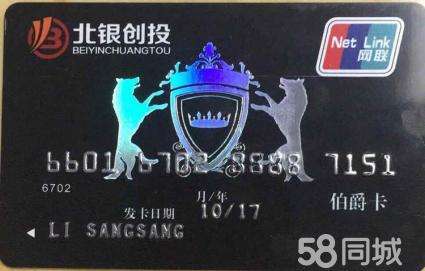 北银创投
BEIYINCHUANGTOU
Net Link
网联
6601 6702 8888 7151
6702
月/年
发卡日期 10/17
伯爵卡
LI SANGSANG
58同城